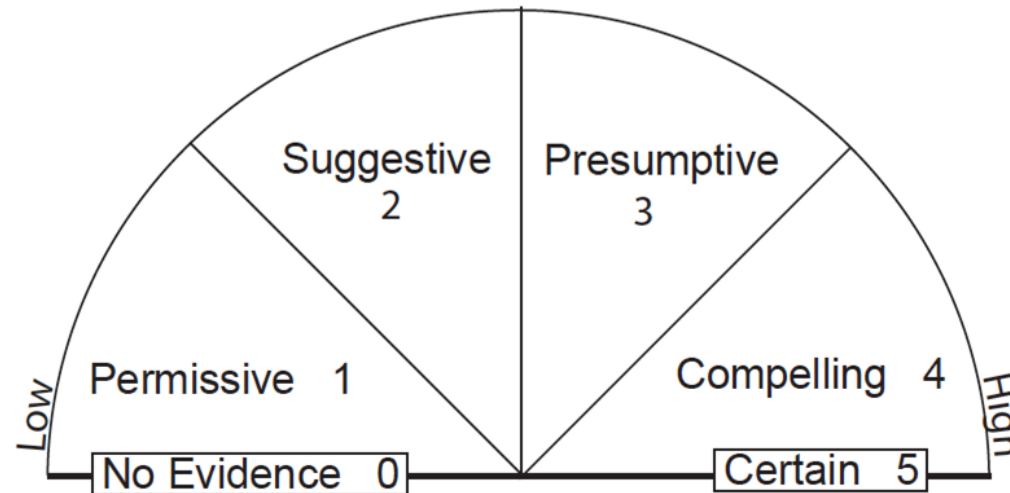 Suggestive
2
Presumptive
3
Permissive 1
Compelling 4
Low
High
No Evidence 0
Certain 5